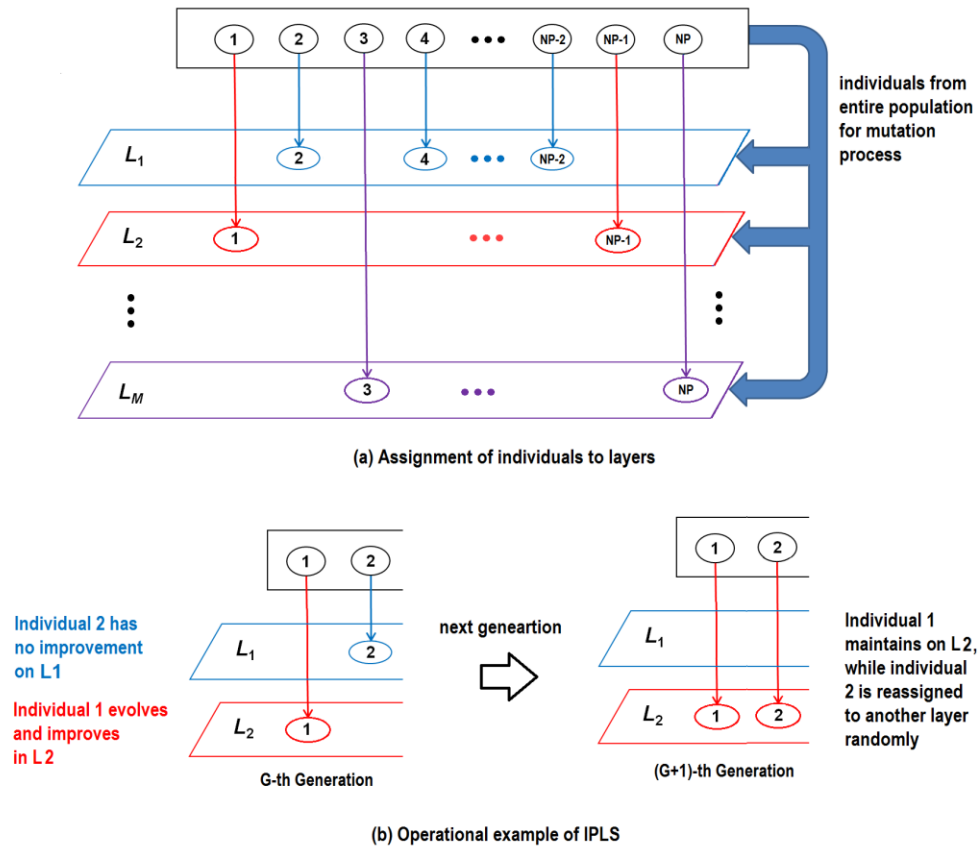 1 2 3 4 ••• NP-2 NP-1 NP
individuals from
entire population
for mutation
process
L1 2 4 ••• NP-2
L2 1 ••• NP-1
LM 3 ••• NP
(a) Assignment of individuals to layers
1 2
1 2
Individual 2 has
no improvement
on L1
Individual 1 evolves
and improves
in L2
L1 2
L2 1
G-th Generation
next geneartion
L1
L2 1 2
(G+1)-th Generation
Individual 1
maintains on L2,
while individual
2 is reassigned
to another layer
randomly
(b) Operational example of IPLS